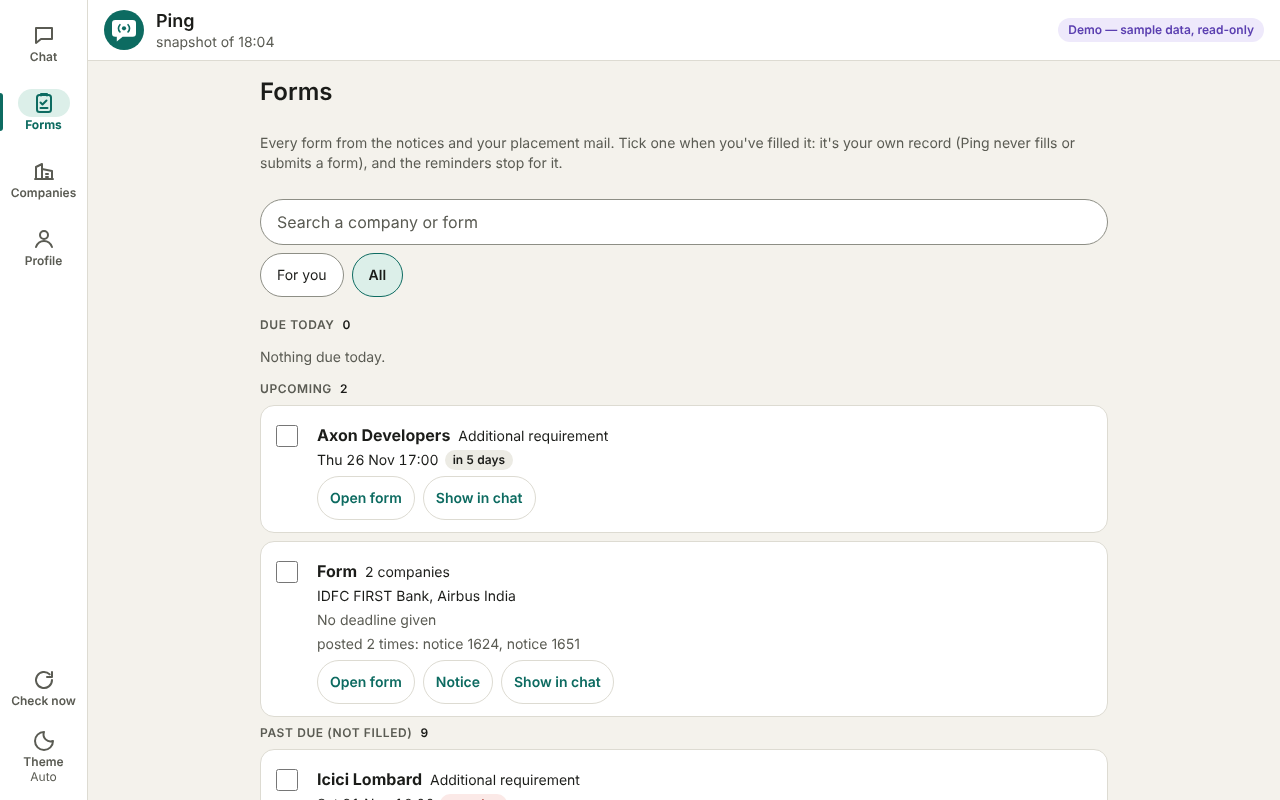 Chat
Forms
Companies
Profile
Check now
Theme
Auto
Ping
snapshot of 18:04
Demo — sample data, read-only
Forms
Every form from the notices and your placement mail. Tick one when you've filled it: it's your own record (Ping never fills or
submits a form), and the reminders stop for it.
Search a company or form
For you
All
DUE TODAY 0
Nothing due today.
UPCOMING 2
Axon Developers Additional requirement
Thu 26 Nov 17:00 in 5 days
Open form
Show in chat
Form 2 companies
IDFC FIRST Bank, Airbus India
No deadline given
posted 2 times: notice 1624, notice 1651
Open form
Notice
Show in chat
PAST DUE (NOT FILLED) 9
Icici Lombard Additional requirement